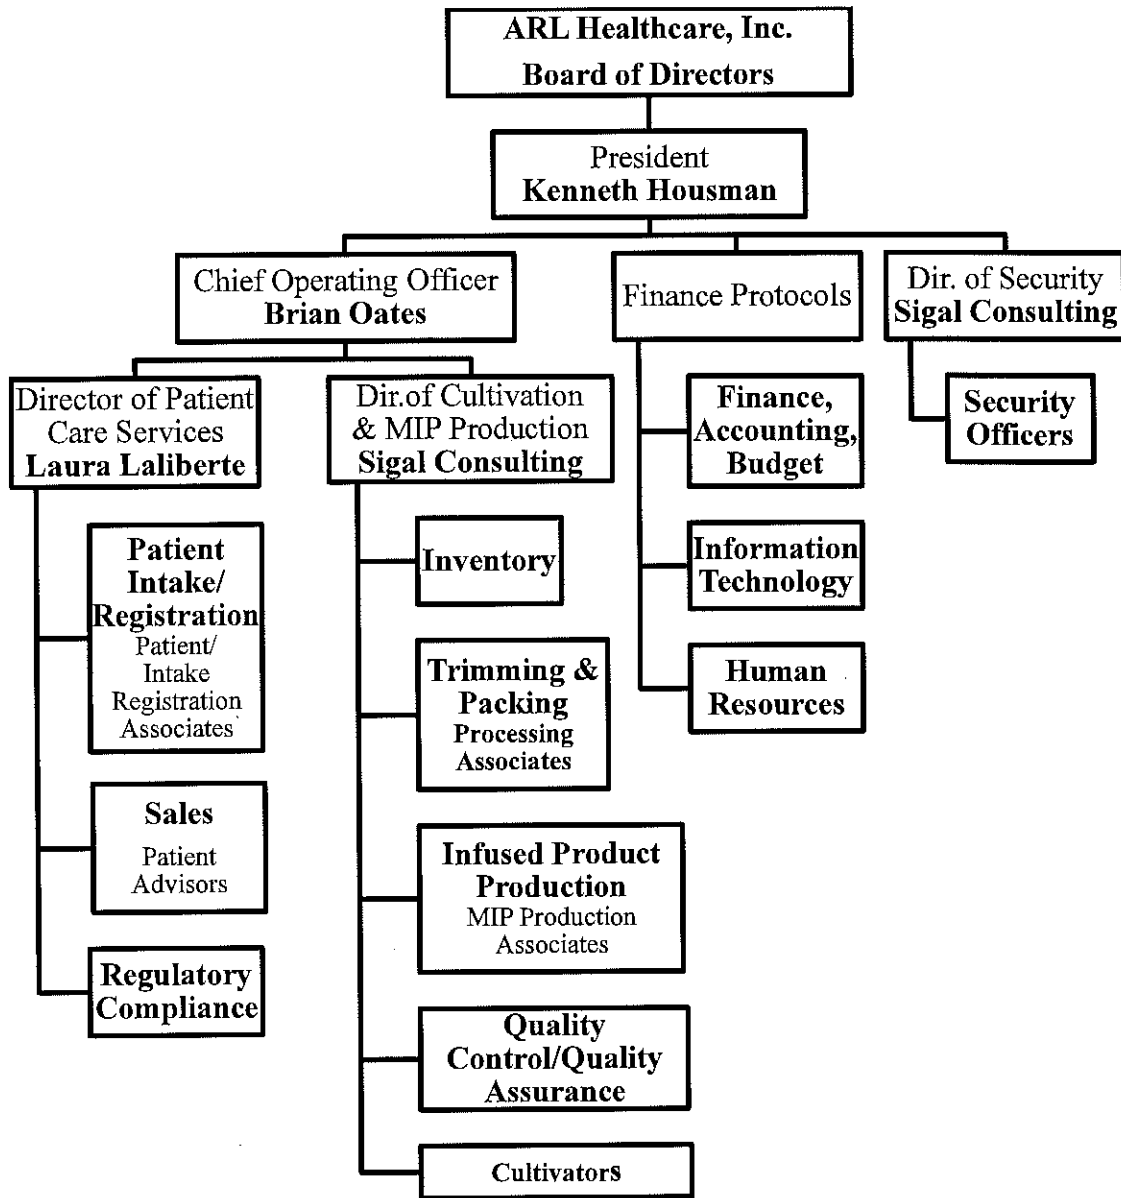 ARL Healthcare, Inc.
Board of Directors
President
Kenneth Housman
Chief Operating Officer
Brian Oates
Finance Protocols
Dir. of Security
Sigal Consulting
Director of Patient
Care Services
Laura Laliberte
Dir.of Cultivation
& MIP Production
Sigal Consulting
Finance,
Accounting,
Budget
Security
Officers
Patient
Intake/
Registration
Patient/
Intake
Registration
Associates
Inventory
Information
Technology
Trimming &
Packing
Processing
Associates
Human
Resources
Sales
Patient
Advisors
Infused Product
Production
MIP Production
Associates
Regulatory
Compliance
Quality
Control/Quality
Assurance
Cultivators